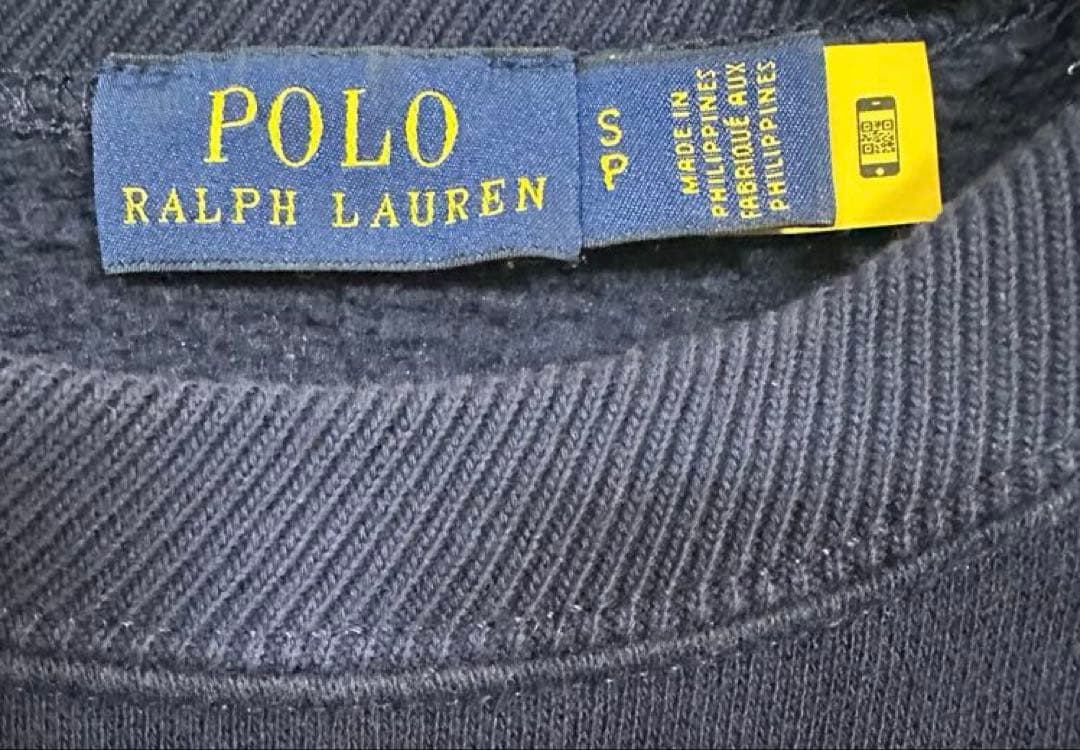 POLO
RALPH LAUREN
S
P
MADE IN
PHILIPPINES
FABRIQUÉ AUX
PHILIPPINES